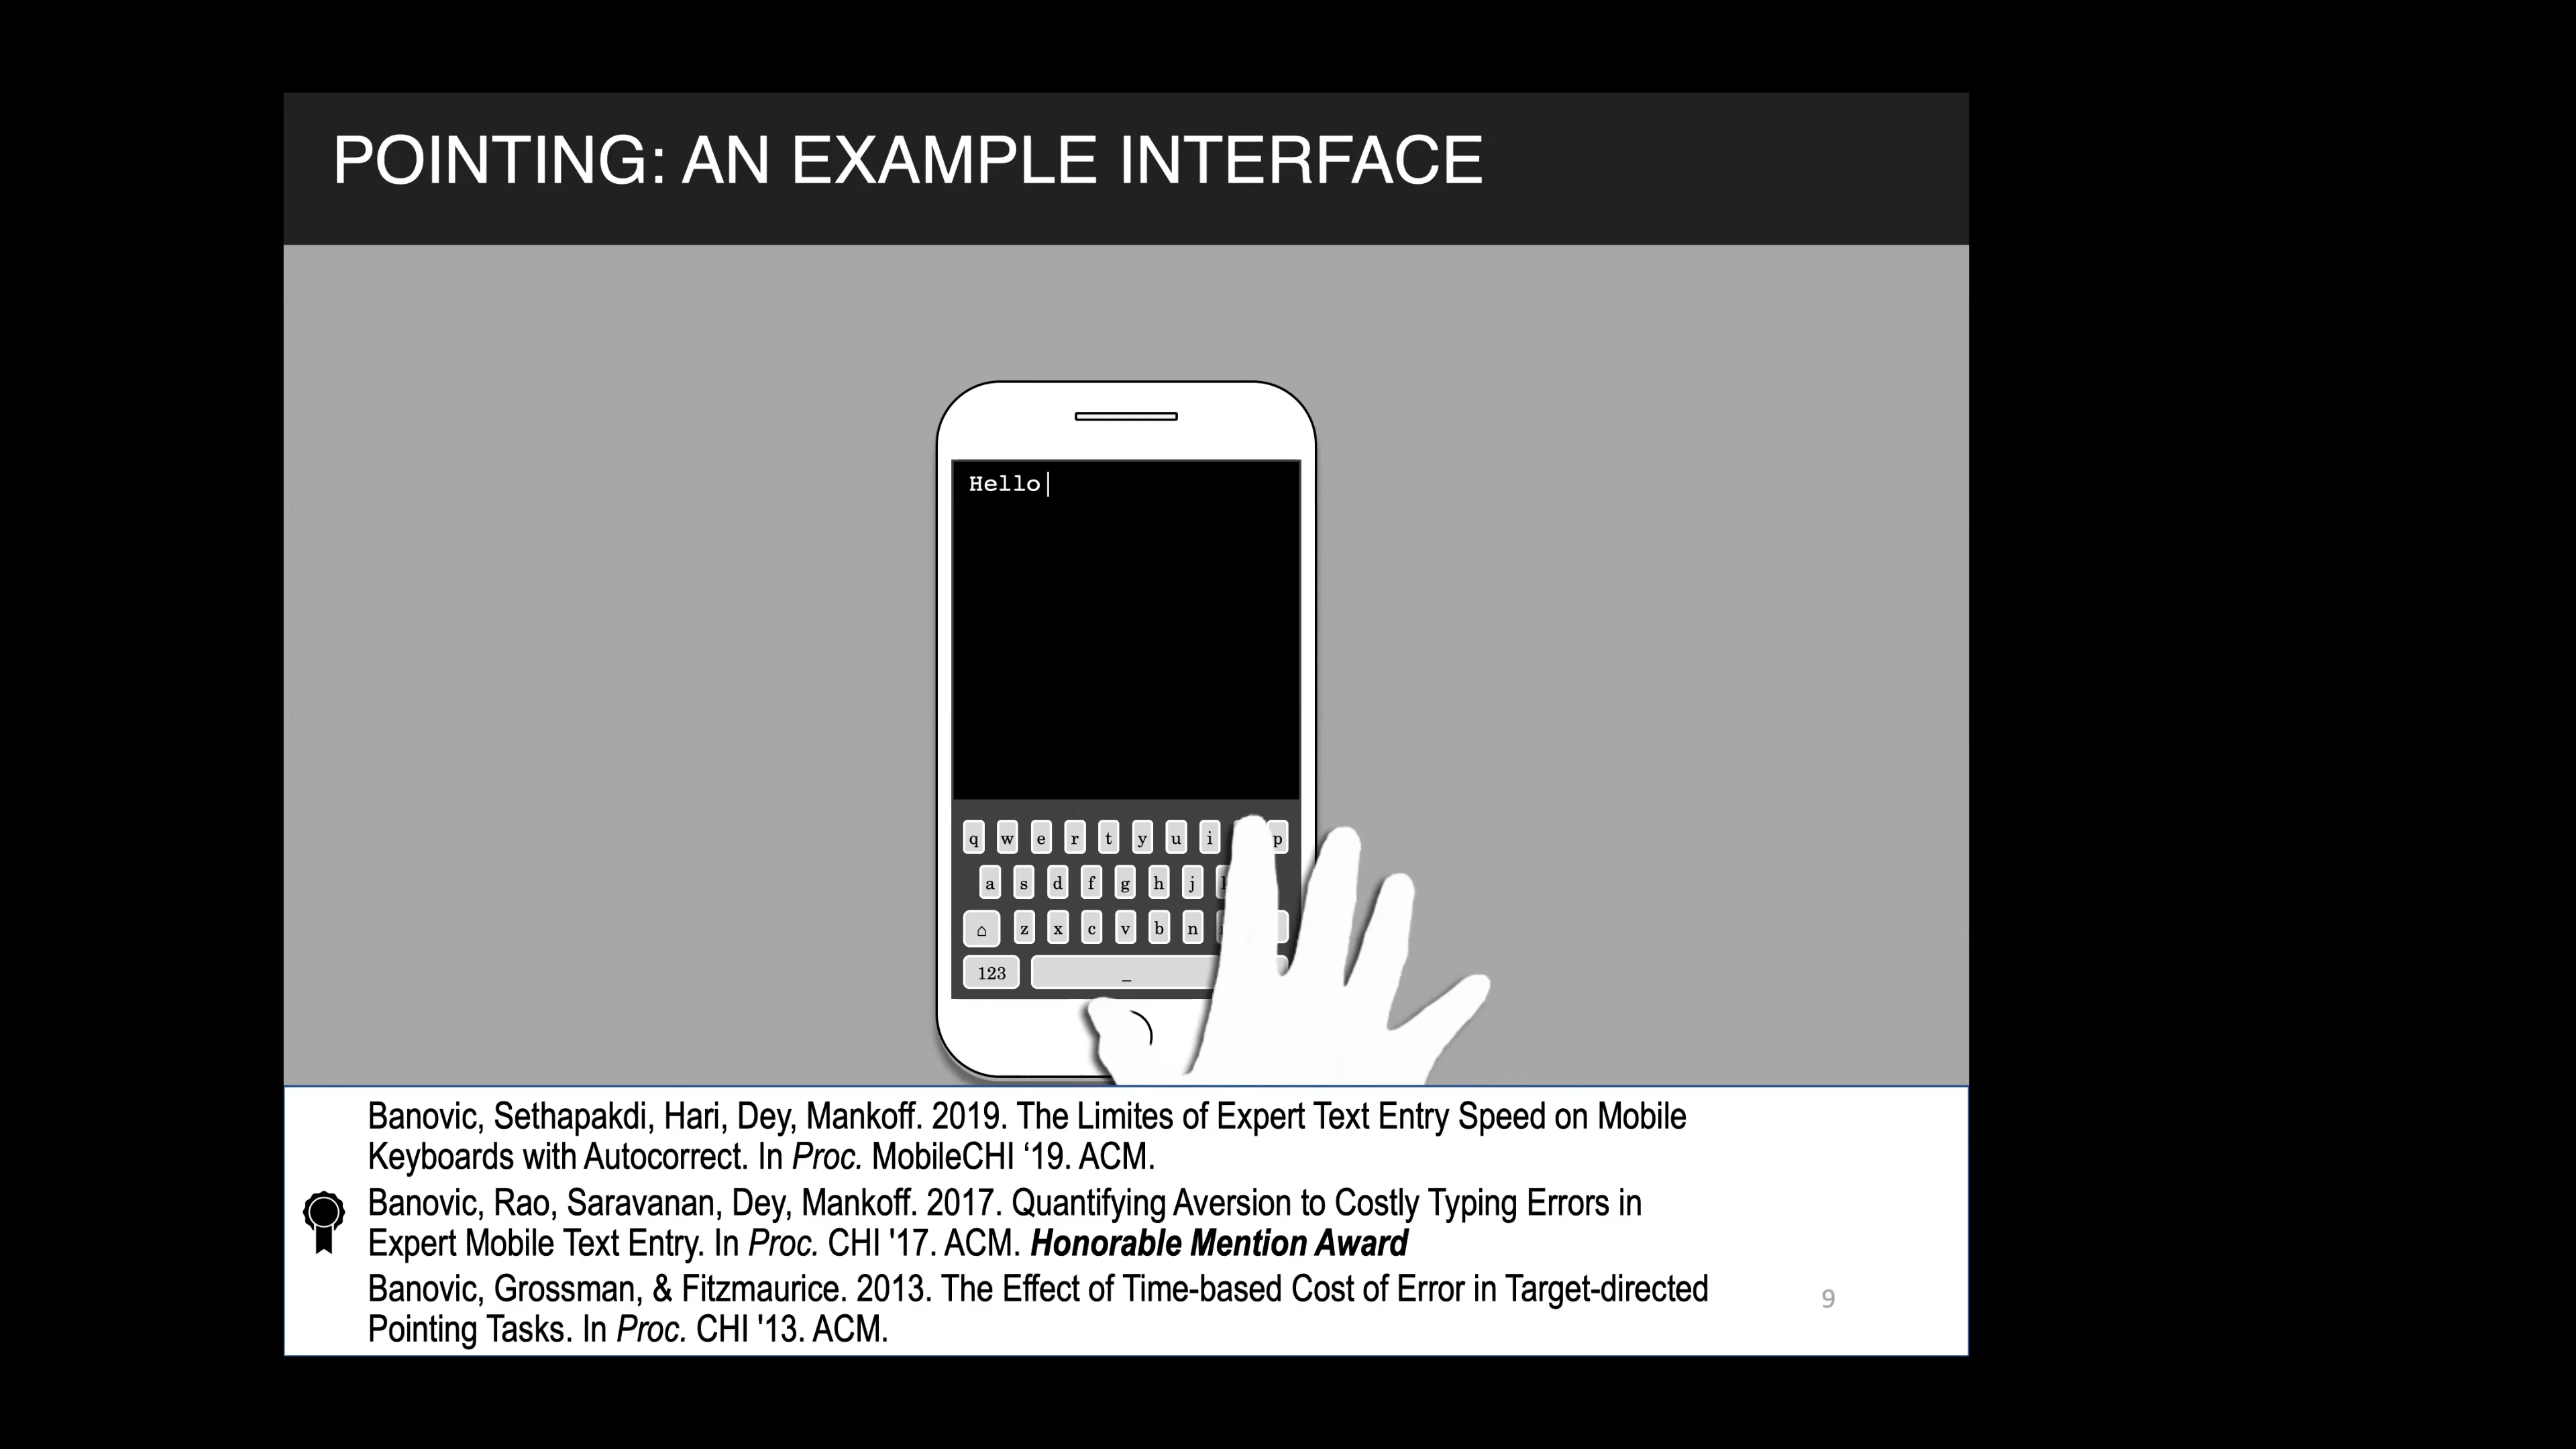 POINTING: AN EXAMPLE INTERFACE
Hello
q w e r t y u i p
a s d f g h j
z x c v b n
123 _
Banovic, Sethapakdi, Hari, Dey, Mankoff. 2019. The Limites of Expert Text Entry Speed on Mobile
Keyboards with Autocorrect. In Proc. MobileCHI ‘19. ACM.
Banovic, Rao, Saravanan, Dey, Mankoff. 2017. Quantifying Aversion to Costly Typing Errors in
Expert Mobile Text Entry. In Proc. CHI '17. ACM. Honorable Mention Award
Banovic, Grossman, & Fitzmaurice. 2013. The Effect of Time-based Cost of Error in Target-directed
Pointing Tasks. In Proc. CHI '13. ACM.
9